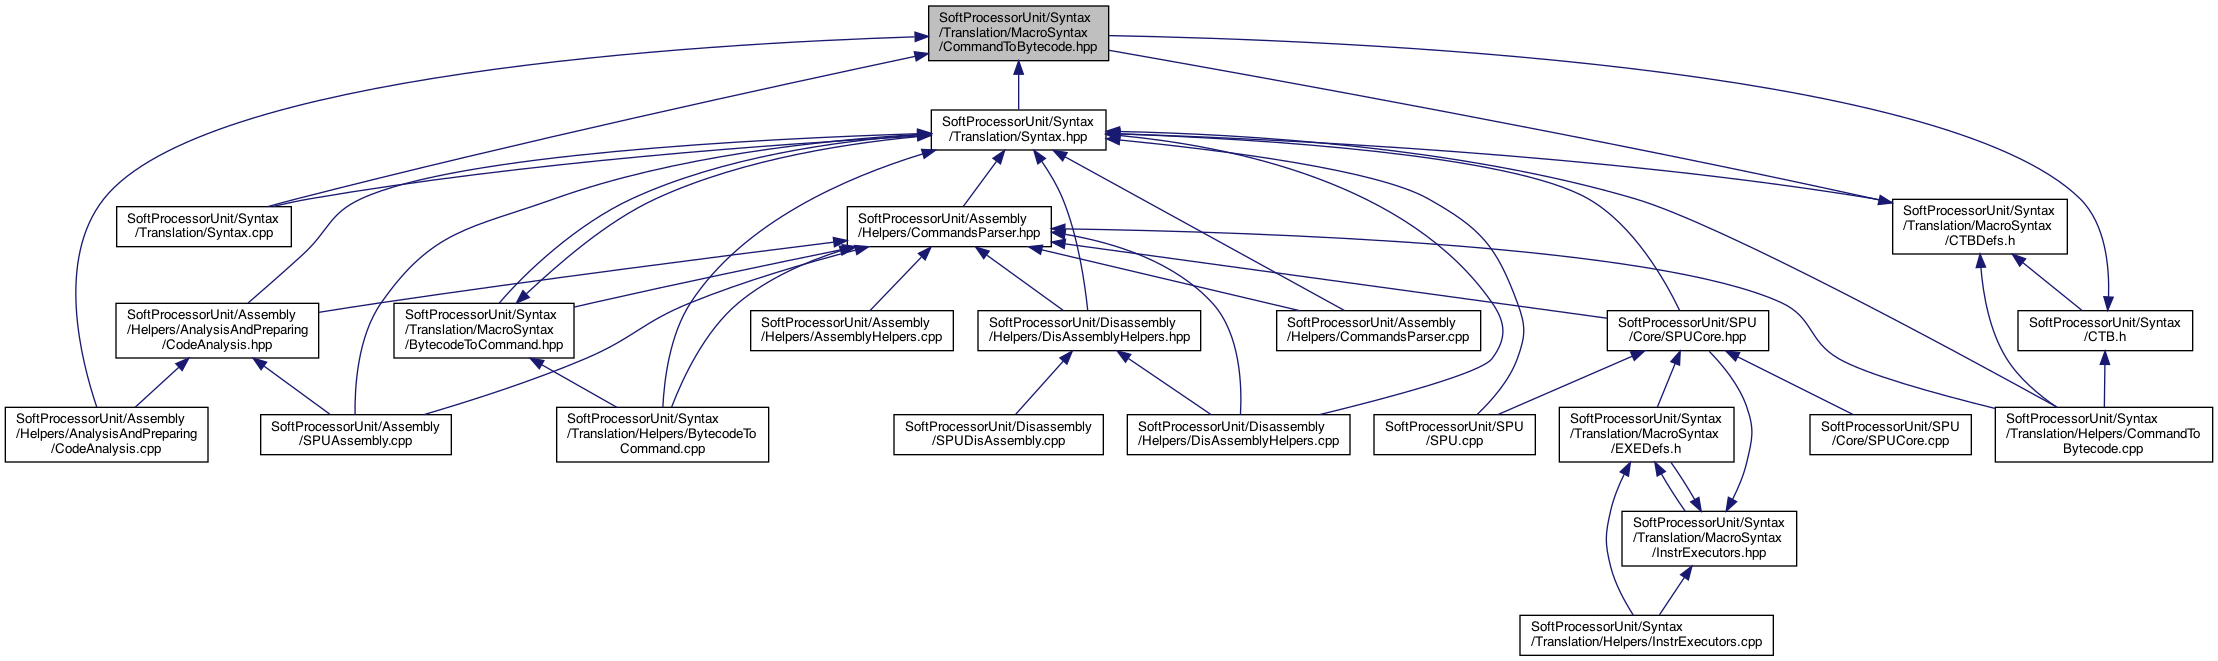 SoftProcessorUnit/Syntax
/Translation/MacroSyntax
/CommandToBytecode.hpp
SoftProcessorUnit/Syntax
/Translation/Syntax.hpp
SoftProcessorUnit/Syntax
/Translation/Syntax.cpp
SoftProcessorUnit/Assembly
/Helpers/CommandsParser.hpp
SoftProcessorUnit/Syntax
/Translation/MacroSyntax
/CTBDefs.h
SoftProcessorUnit/Assembly
/Helpers/AnalysisAndPreparing
/CodeAnalysis.hpp
SoftProcessorUnit/Syntax
/Translation/MacroSyntax
/BytecodeToCommand.hpp
SoftProcessorUnit/Assembly
/Helpers/AssemblyHelpers.cpp
SoftProcessorUnit/Disassembly
/Helpers/DisAssemblyHelpers.hpp
SoftProcessorUnit/Assembly
/Helpers/CommandsParser.cpp
SoftProcessorUnit/SPU
/Core/SPUCore.hpp
SoftProcessorUnit/Syntax
/CTB.h
SoftProcessorUnit/Assembly
/Helpers/AnalysisAndPreparing
/CodeAnalysis.cpp
SoftProcessorUnit/Assembly
/SPUAssembly.cpp
SoftProcessorUnit/Syntax
/Translation/Helpers/BytecodeTo
Command.cpp
SoftProcessorUnit/Disassembly
/SPUDisAssembly.cpp
SoftProcessorUnit/Disassembly
/Helpers/DisAssemblyHelpers.cpp
SoftProcessorUnit/SPU
/SPU.cpp
SoftProcessorUnit/Syntax
/Translation/MacroSyntax
/EXEDefs.h
SoftProcessorUnit/SPU
/Core/SPUCore.cpp
SoftProcessorUnit/Syntax
/Translation/Helpers/CommandTo
Bytecode.cpp
SoftProcessorUnit/Syntax
/Translation/MacroSyntax
/InstrExecutors.hpp
SoftProcessorUnit/Syntax
/Translation/Helpers/InstrExecutors.cpp